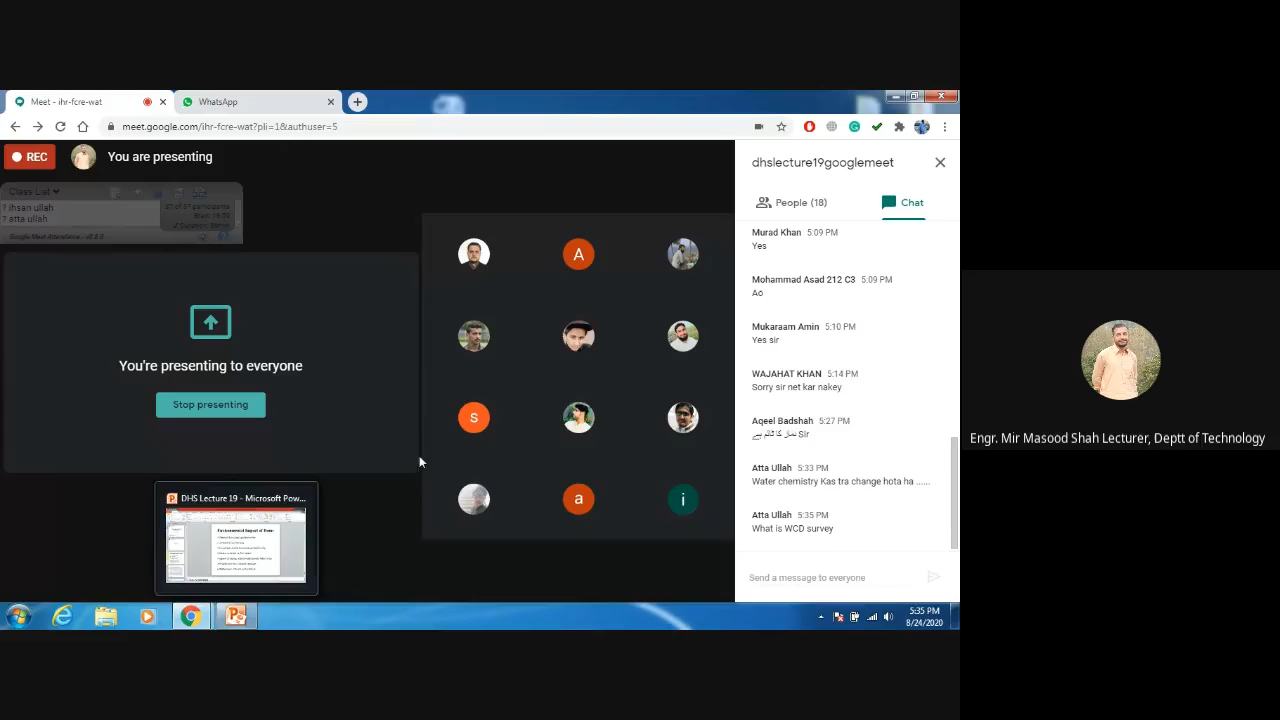 Meet - ihr-fcre-wat
WhatsApp
meet.google.com/ihr-fcre-wat?pli=1&authuser=5
REC
You are presenting
Class List
? ihsan ullah
? atta ullah
You're presenting to everyone
Stop presenting
A
S
a
i
DHS Lecture 19 - Microsoft Pow...
dhslecture19googlemeet
People (18)
Chat
Murad Khan 5:09 PM
Yes
Mohammad Asad 212 C3 5:09 PM
Ao
Mukaraam Amin 5:10 PM
Yes sir
WAJAHAT KHAN 5:14 PM
Sorry sir net kar nakey
Aqeel Badshah 5:27 PM
نماز کا ٹائم ہے Sir
Atta Ullah 5:33 PM
Water chemistry Kas tra change hota ha ......
Atta Ullah 5:35 PM
What is WCD survey
Send a message to everyone
5:35 PM
8/24/2020
Engr. Mir Masood Shah Lecturer, Deptt of Technology